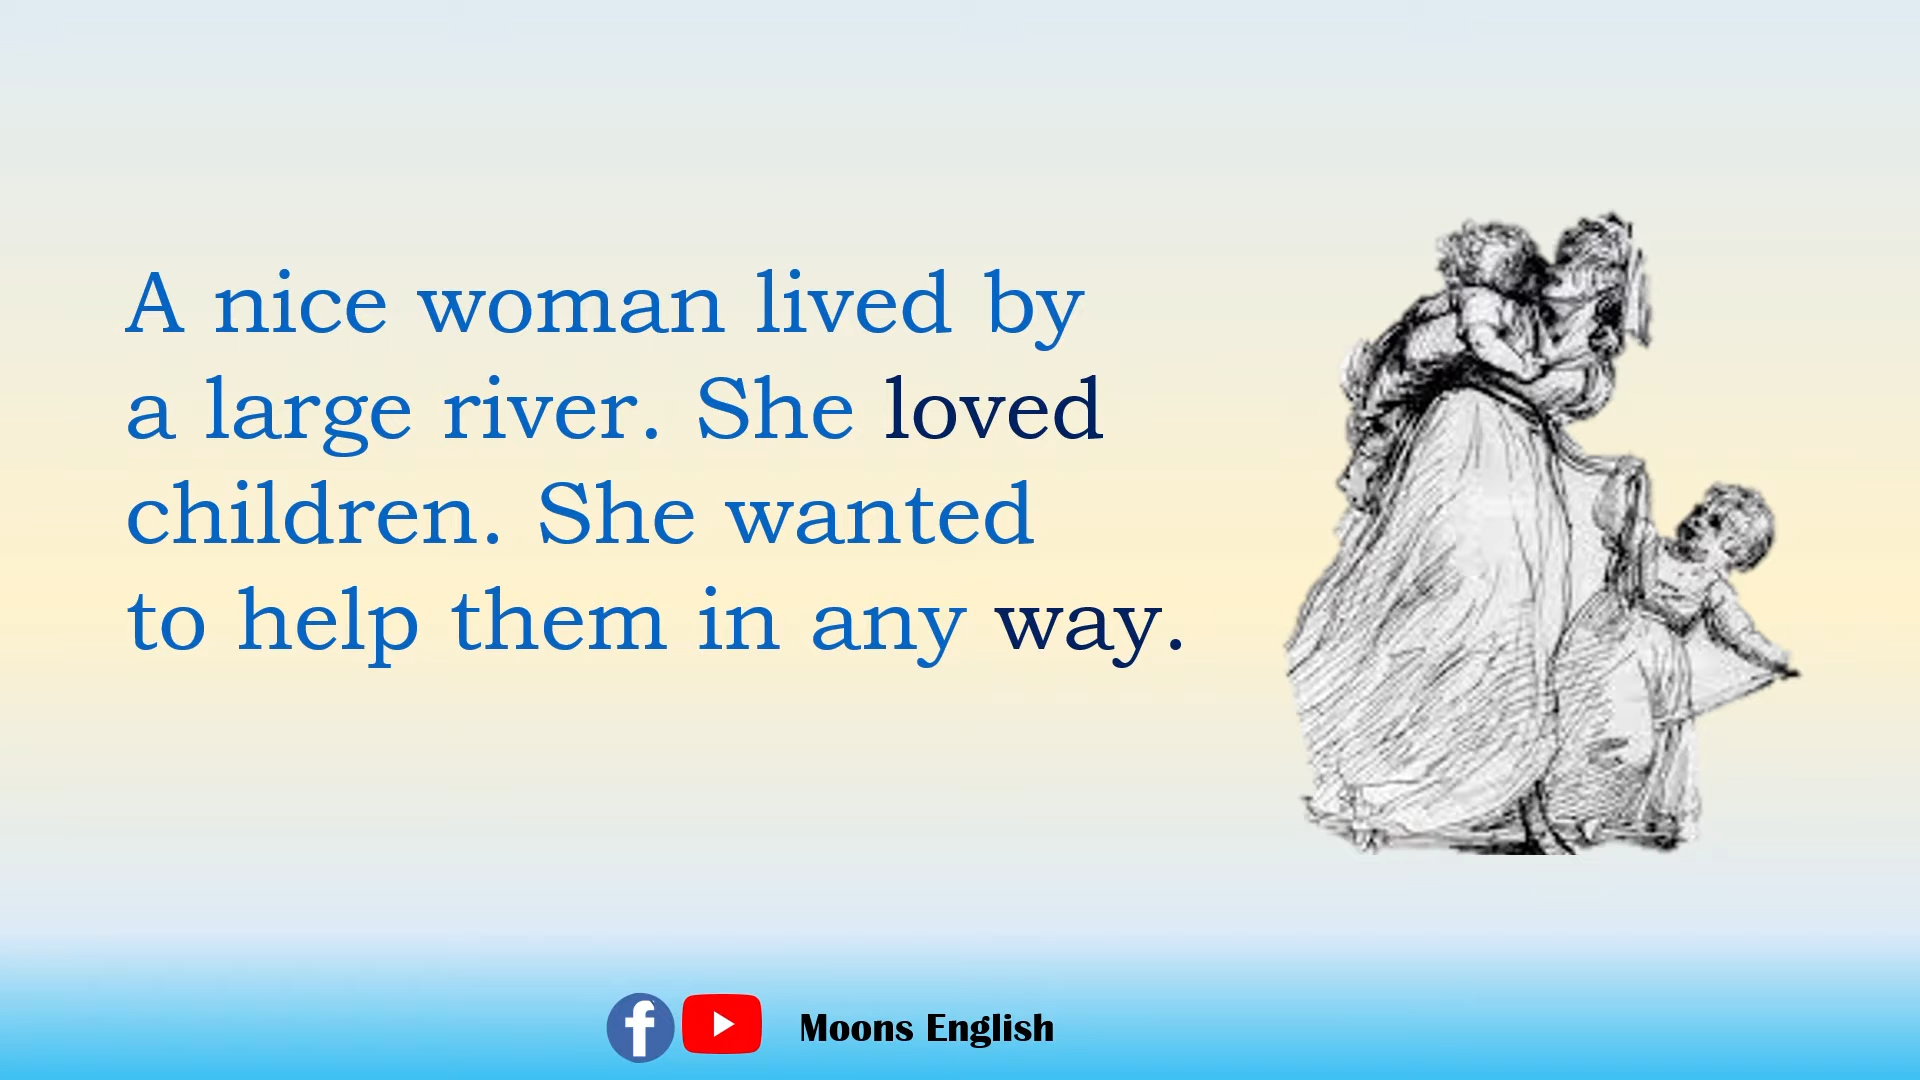 A nice woman lived by
a large river. She loved
children. She wanted
to help them in any way.
Moons English